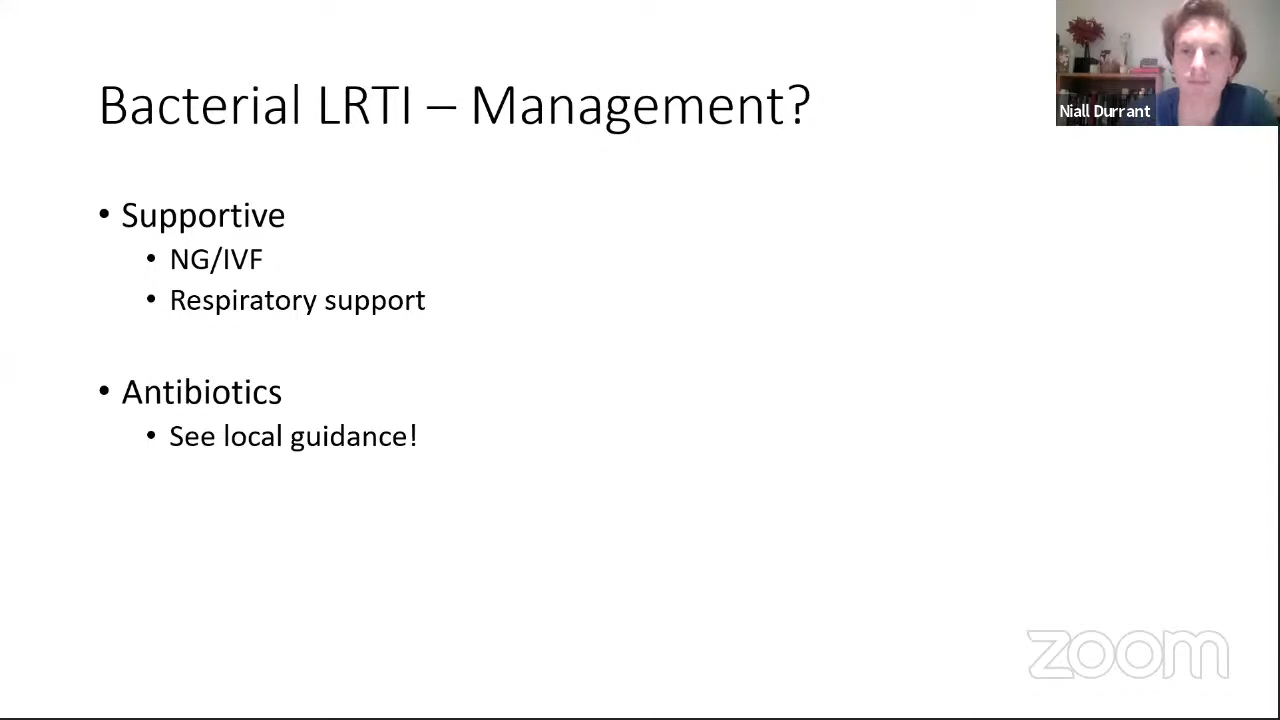 Bacterial LRTI – Management?
Niall Durrant
• Supportive
• NG/IVF
• Respiratory support
• Antibiotics
• See local guidance!
zoom